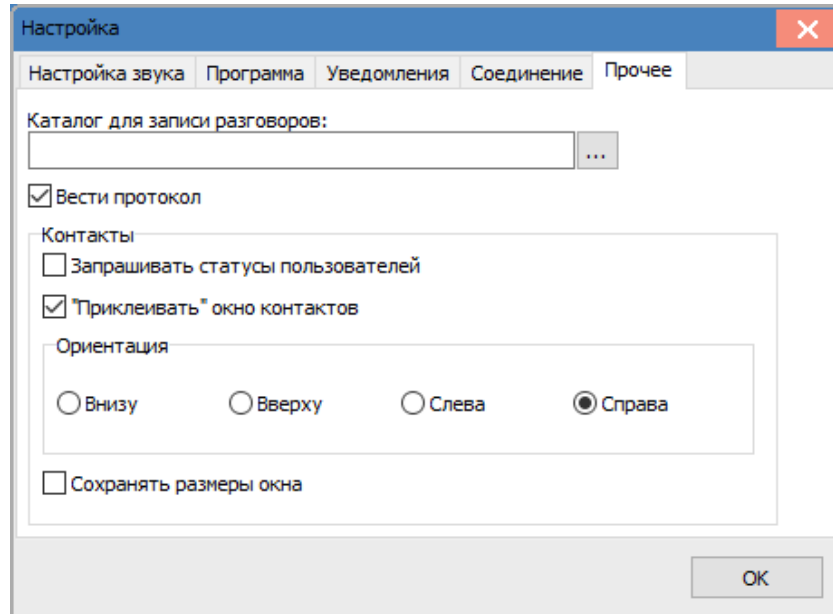 Настройка
Настройка звука Программа Уведомления Соединение Прочее
Каталог для записи разговоров:
...
Вести протокол
Контакты
Запрашивать статусы пользователей
"Приклеивать" окно контактов
Ориентация
Внизу Вверху Слева Справа
Сохранять размеры окна
OK